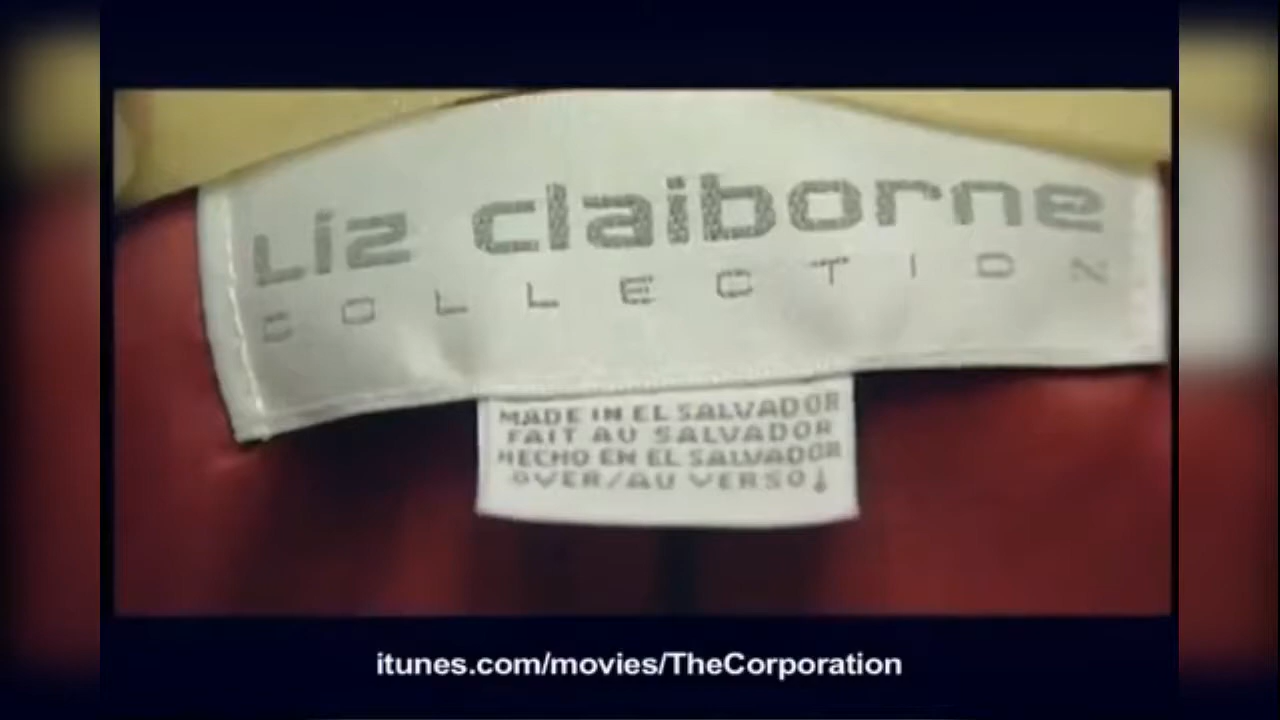 Liz claiborne
COLLECTION
MADE IN EL SALVADOR
FAIT AU SALVADOR
HECHO EN EL SALVADOR
OVER/AU VERSO↓
itunes.com/movies/TheCorporation